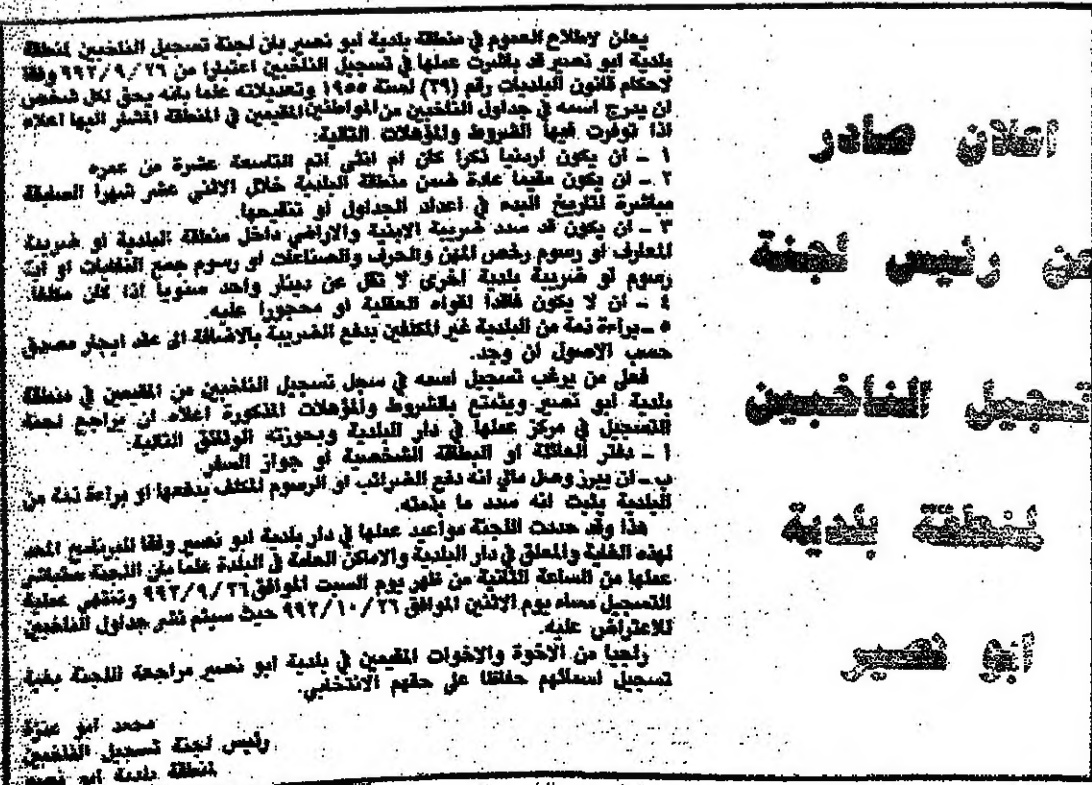 اعلان صادر
من رئيس لجنة
تسجيل الناخبين
لمنطقة بلدية
ابو نصير
يعلن لاطلاع العموم في منطقة بلدية ابو نصير بان لجنة تسجيل الناخبين لمنطقة
بلدية ابو نصير قد باشرت عملها في تسجيل الناخبين اعتبارا من ٩٩٢/٩/٢٦ وفقا
لاحكام قانون البلديات رقم (٢٩) لسنة ١٩٥٥ وتعديلاته علما بانه يحق لكل شخص
ان يدرج اسمه في جداول الناخبين من المواطنين المقيمين في المنطقة المشار اليها اعلاه
اذا توفرت فيها الشروط والمؤهلات التالية:
١ - ان يكون اردنيا ذكرا كان ام انثى اتم التاسعة عشرة من عمره
٢ - ان يكون مقيما عادة ضمن منطقة البلدية خلال الاثني عشر شهرا السابقة
مباشرة لتاريخ البدء في اعداد الجداول او تنقيحها.
٣ - ان يكون قد سدد ضريبة الابنية والاراضي داخل منطقة البلدية او ضريبة
المعارف او رسوم رخص المهن والحرف والصناعات او رسوم جمع النفايات او اية
رسوم او ضريبة بلدية اخرى لا تقل عن دينار واحد سنويا اذا كان مكلفا.
٤ - ان لا يكون فاقدا لقواه العقلية او محجورا عليه.
٥ - براءة ذمة من البلدية غير المكلفين بدفع الضريبة بالاضافة الى عقد ايجار مصدق
حسب الاصول ان وجد.
فعلى من يرغب تسجيل اسمه في سجل تسجيل الناخبين من المقيمين في منطقة
بلدية ابو نصير ويتمتع بالشروط والمؤهلات المذكورة اعلاه ان يراجع لجنة
التسجيل في مركز عملها في دار البلدية وبحوزته الوثائق التالية.
أ - دفتر العائلة او البطاقة الشخصية او جواز السفر
ب - ان يبرز وصل مالي انه دفع الضرائب او الرسوم المكلف بدفعها او براءة ذمة من
البلدية يثبت انه سدد ما بذمته.
هذا وقد حددت اللجنة مواعيد عملها في دار بلدية ابو نصير وفقا للبرنامج المعد
لهذه الغاية والمعلق في دار البلدية والاماكن العامة في البلدة علما بان اللجنة ستباشر
عملها من الساعة الثانية من ظهر يوم السبت الموافق ٩٩٢/٩/٢٦ وتنتهي عملية
التسجيل مساء يوم الاثنين الموافق ٩٩٢/١٠/٢٦ حيث سيتم نشر جداول الناخبين
للاعتراض عليه.
راجيا من الاخوة والاخوات المقيمين في بلدية ابو نصير مراجعة اللجنة بغية
تسجيل اسمائهم حفاظا على حقهم الانتخابي.
محمد ابو عنزة
رئيس لجنة تسجيل الناخبين
لمنطقة بلدية ابو نصير